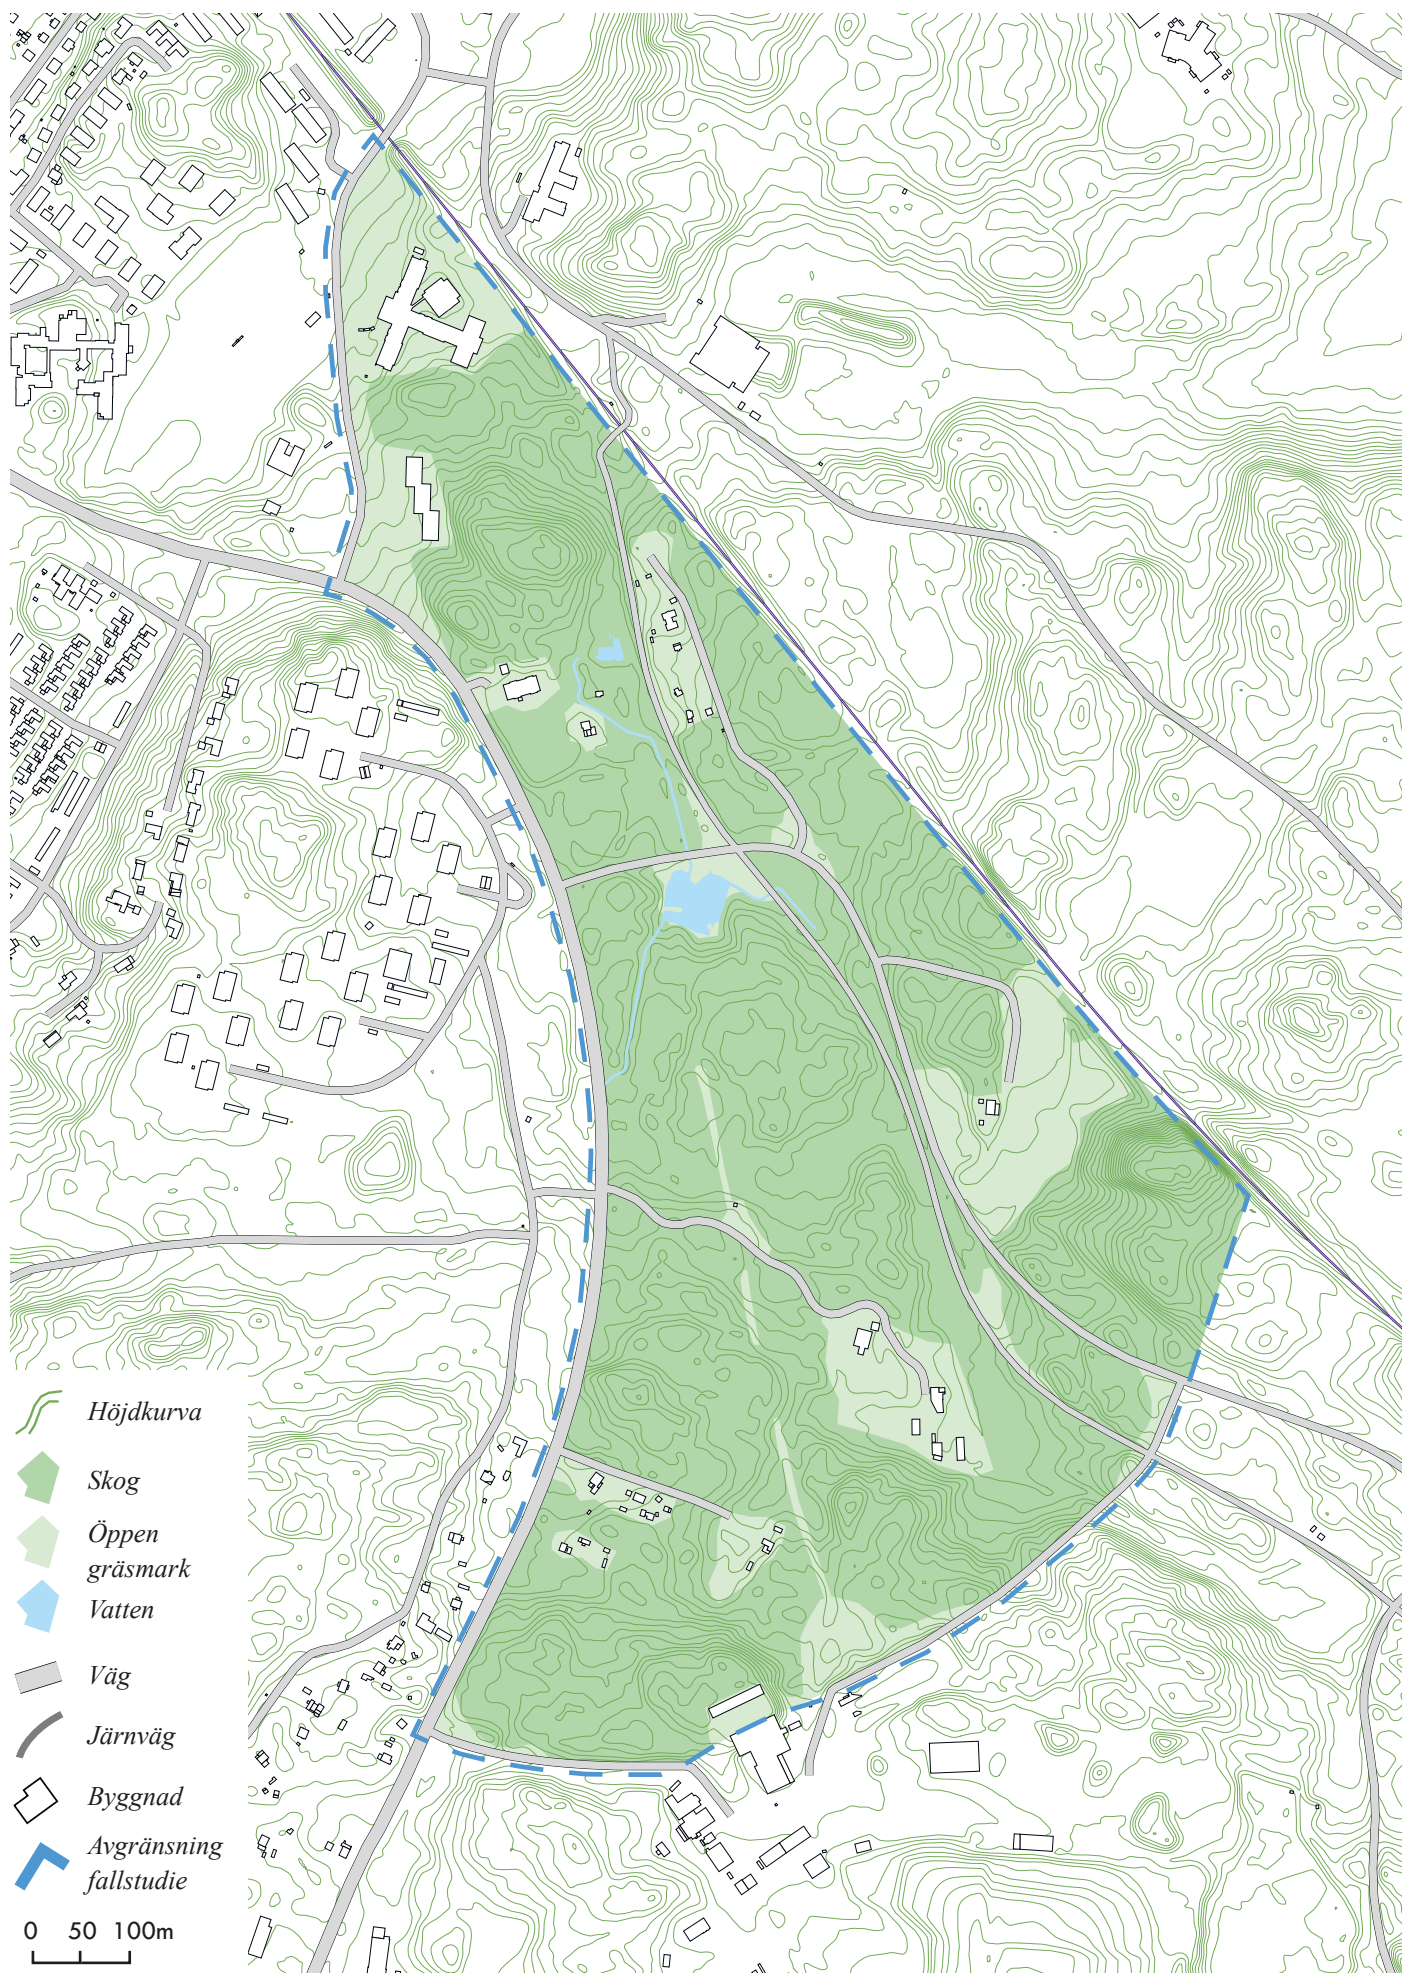 Höjdkurva
Skog
Öppen
gräsmark
Vatten
Väg
Järnväg
Byggnad
Avgränsning
fallstudie
0 50 100m